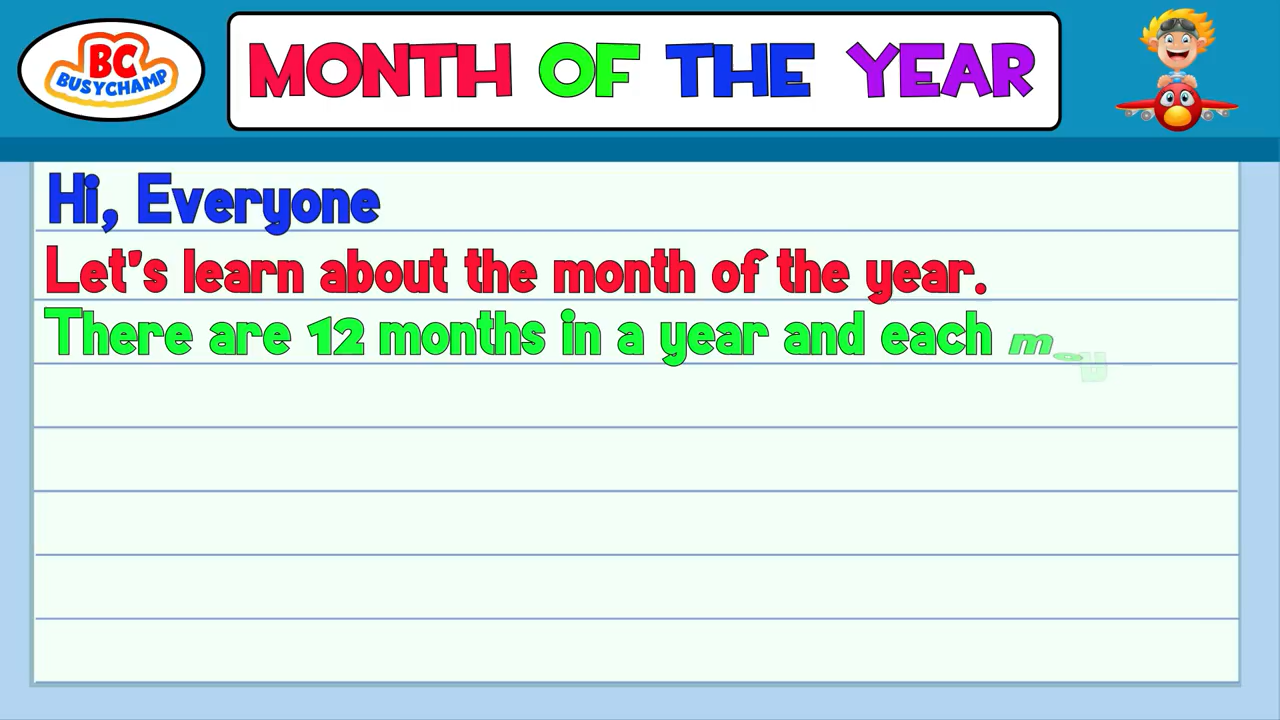 BC
BUSYCHAMP
MONTH OF THE YEAR
Hi, Everyone
Let's learn about the month of the year.
There are 12 months in a year and each